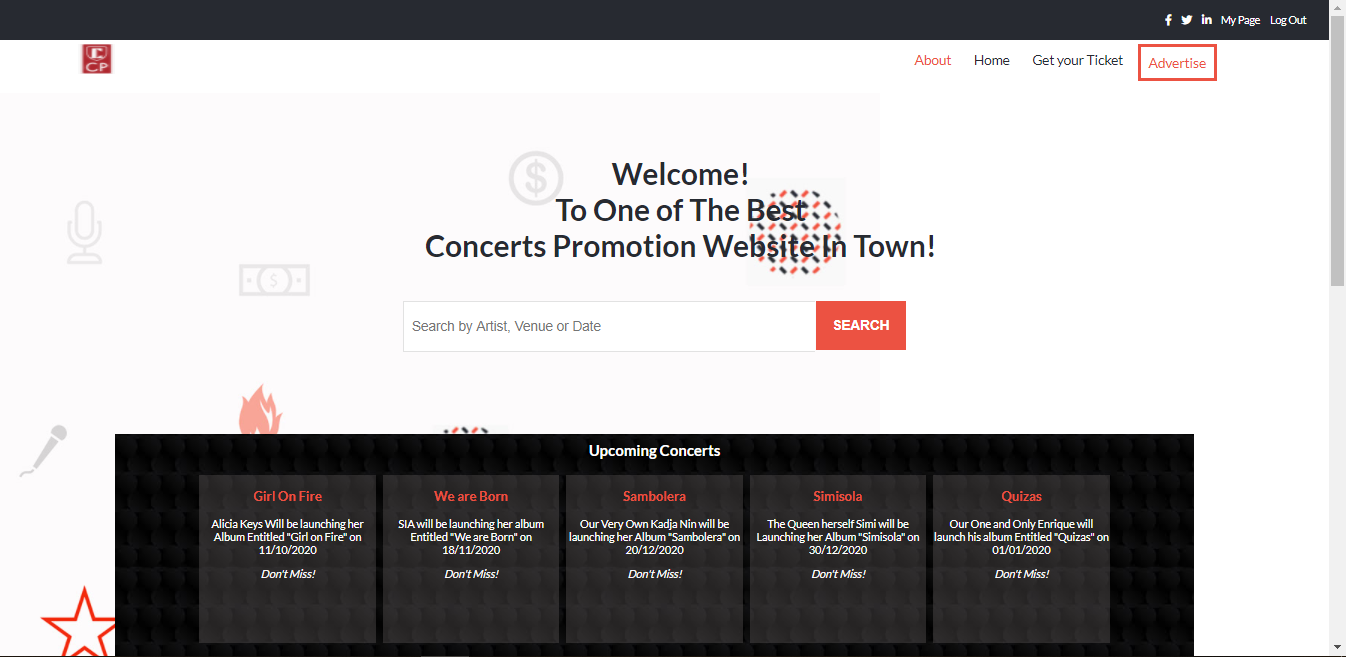 My Page Log Out
CP
About Home Get your Ticket Advertise
Welcome!
To One of The Best
Concerts Promotion Website In Town!
Search by Artist, Venue or Date SEARCH
Upcoming Concerts
Girl On Fire
Alicia Keys Will be launching her
Album Entitled "Girl on Fire" on
11/10/2020
Don't Miss!
We are Born
SIA will be launching her album
Entitled "We are Born" on
18/11/2020
Don't Miss!
Sambolera
Our Very Own Kadja Nin will be
launching her Album "Sambolera" on
20/12/2020
Don't Miss!
Simisola
The Queen herself Simi will be
Launching her Album "Simisola" on
30/12/2020
Don't Miss!
Quizas
Our One and Only Enrique will
launch his album Entitled "Quizas" on
01/01/2020
Don't Miss!